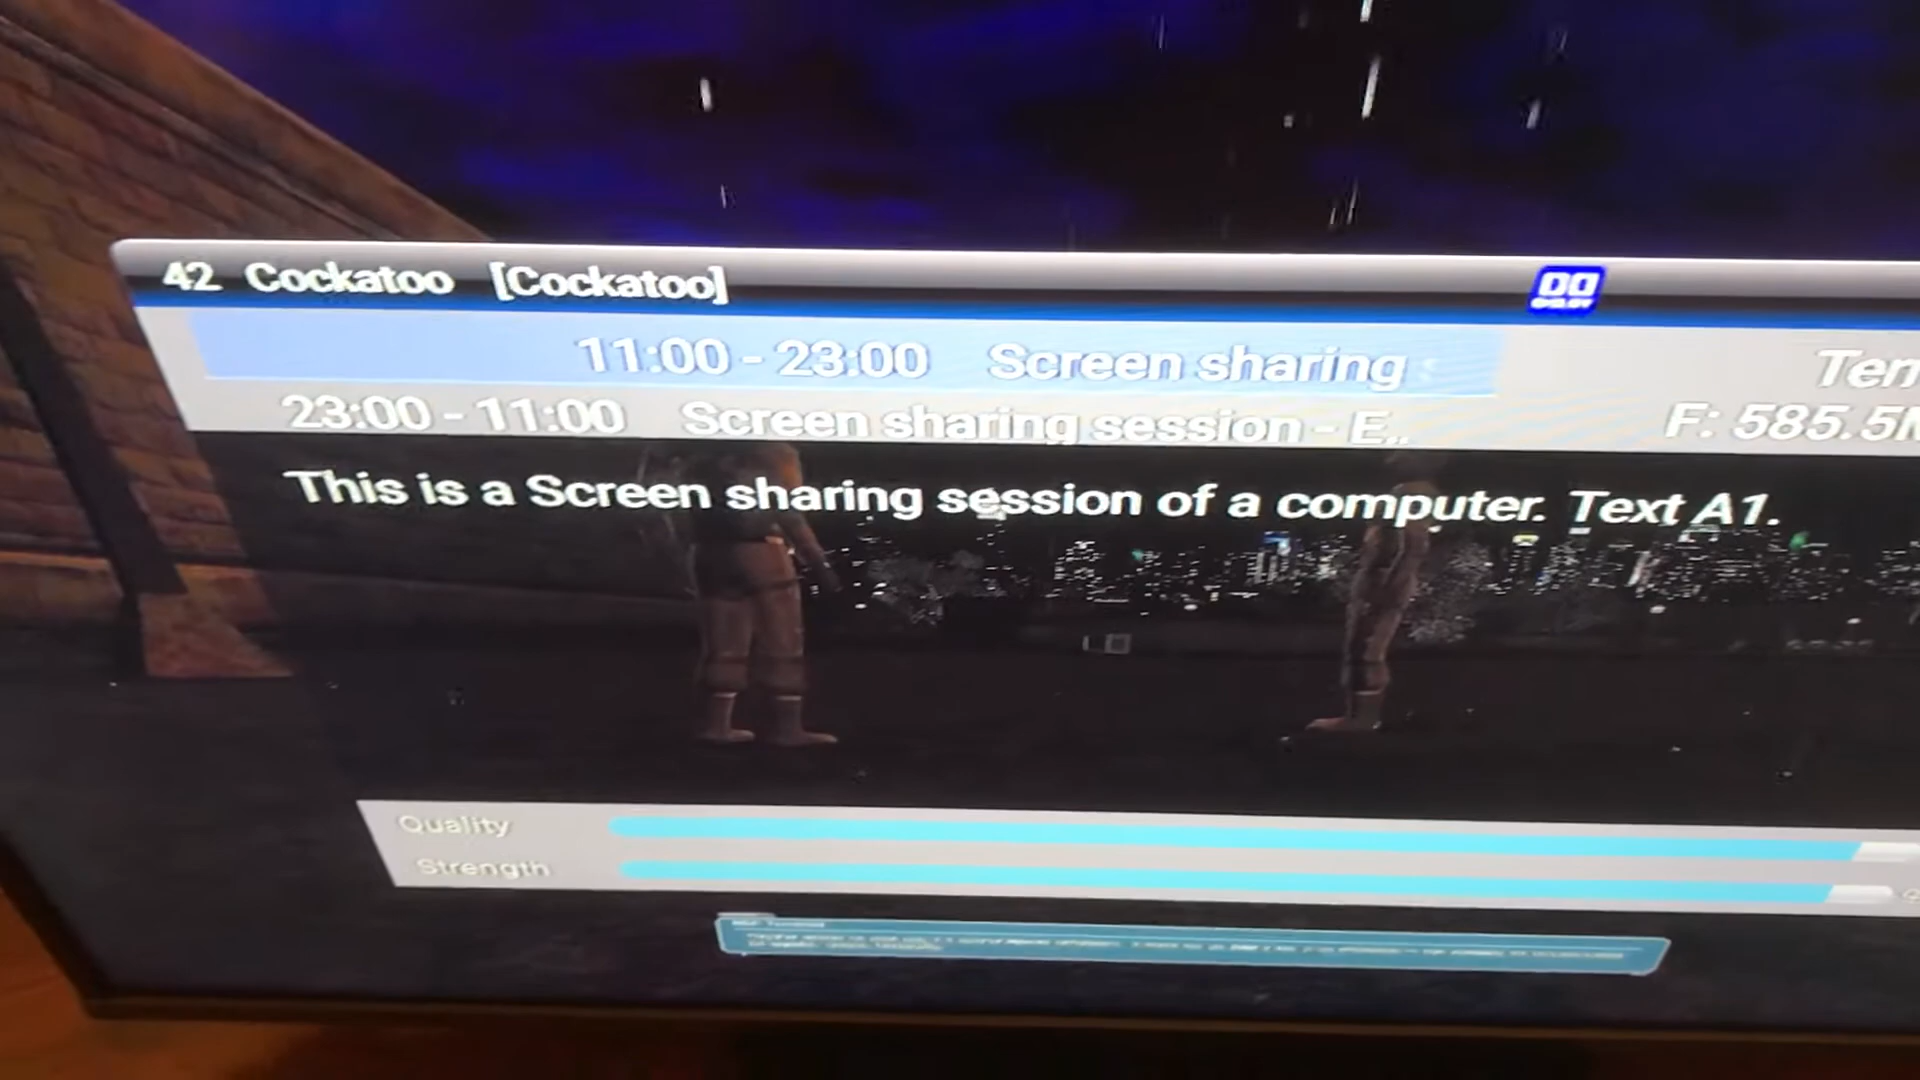 42 Cockatoo [Cockatoo]
11:00 - 23:00 Screen sharing
23:00 - 11:00 Screen sharing session - E..
F: 585.5
This is a Screen sharing session of a computer. Text A1.
Quality
Strength